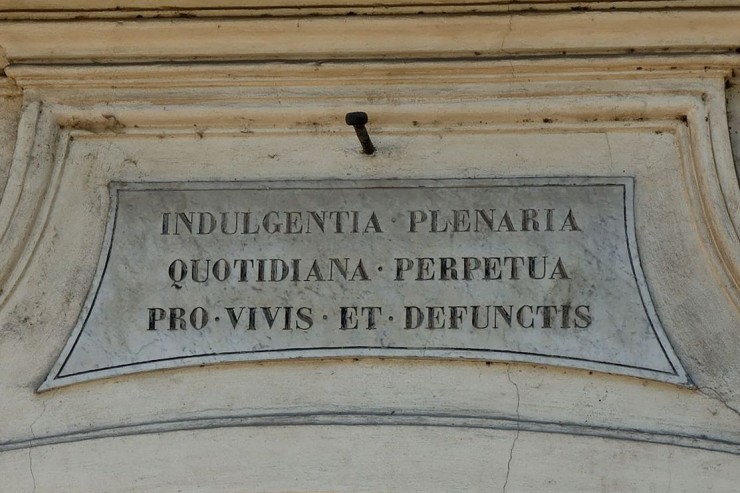 INDULGENTIA · PLENARIA
QUOTIDIANA · PERPETUA
PRO · VIVIS · ET · DEFUNCTIS